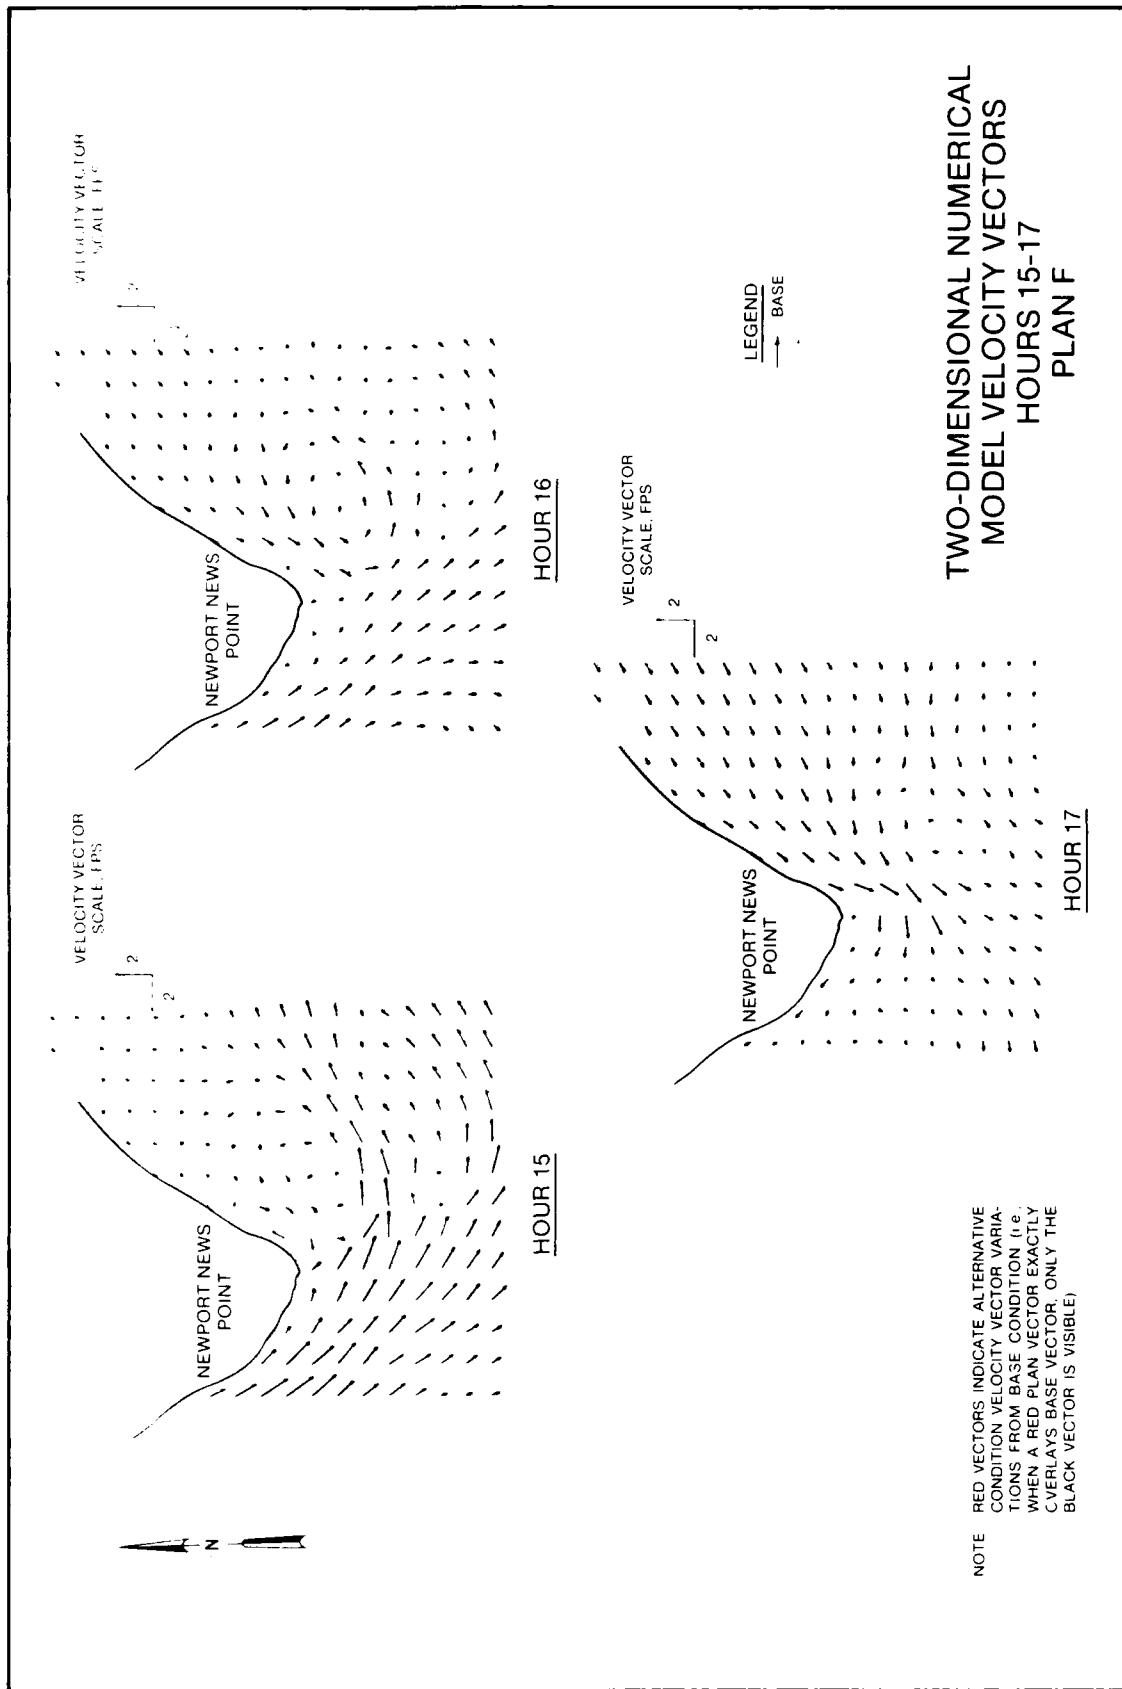 VELOCITY VECTOR
SCALE, FPS
2
2
NEWPORT NEWS
POINT
HOUR 15
VELOCITY VECTOR
SCALE, FPS
2
2
NEWPORT NEWS
POINT
HOUR 16
VELOCITY VECTOR
SCALE, FPS
2
2
NEWPORT NEWS
POINT
HOUR 17
N
LEGEND
BASE
NOTE RED VECTORS INDICATE ALTERNATIVE
CONDITION VELOCITY VECTOR VARIA-
TIONS FROM BASE CONDITION (i e ,
WHEN A RED PLAN VECTOR EXACTLY
OVERLAYS BASE VECTOR, ONLY THE
BLACK VECTOR IS VISIBLE)
TWO-DIMENSIONAL NUMERICAL
MODEL VELOCITY VECTORS
HOURS 15-17
PLAN F